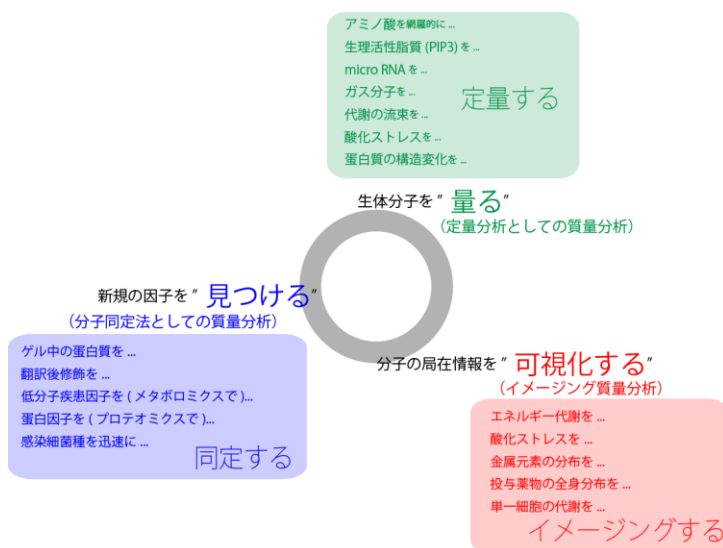 アミノ酸を網羅的に ...
生理活性脂質 (PIP3) を ...
micro RNA を ...
ガス分子を ...
代謝の流束を ...
酸化ストレスを ...
蛋白質の構造変化を ...
定量する
生体分子を ” 量る”
（定量分析としての質量分析）
新規の因子を ” 見つける”
（分子同定法としての質量分析）
ゲル中の蛋白質を ...
翻訳後修飾を ...
低分子疾患因子を ( メタボロミクスで )...
蛋白因子を ( プロテオミクスで )...
感染細菌種を迅速に ...
同定する
分子の局在情報を ” 可視化する”
（イメージング質量分析）
エネルギー代謝を ...
酸化ストレスを ...
金属元素の分布を ...
投与薬物の全身分布を ...
単一細胞の代謝を ...
イメージングする